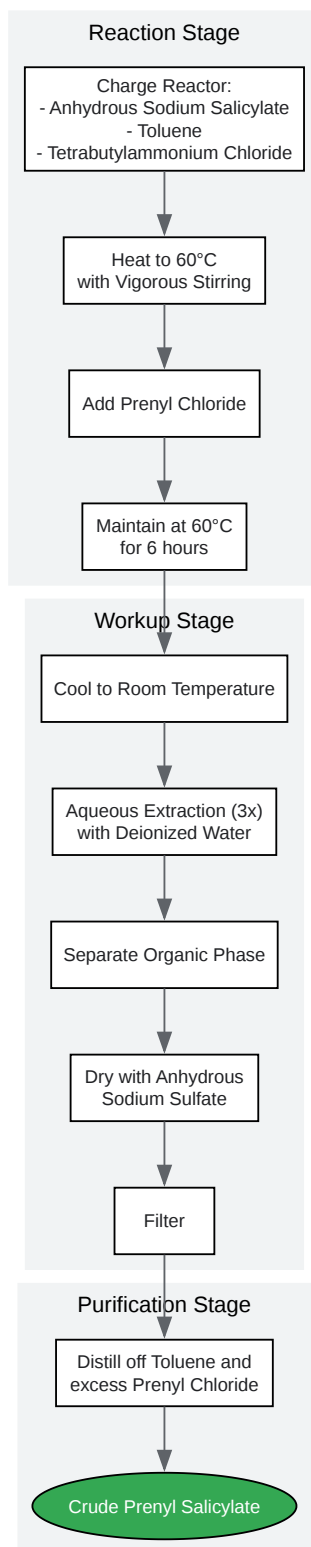 Reaction Stage
Charge Reactor:
- Anhydrous Sodium Salicylate
- Toluene
- Tetrabutylammonium Chloride
Heat to 60°C
with Vigorous Stirring
Add Prenyl Chloride
Maintain at 60°C
for 6 hours
Workup Stage
Cool to Room Temperature
Aqueous Extraction (3x)
with Deionized Water
Separate Organic Phase
Dry with Anhydrous
Sodium Sulfate
Filter
Purification Stage
Distill off Toluene and
excess Prenyl Chloride
Crude Prenyl Salicylate